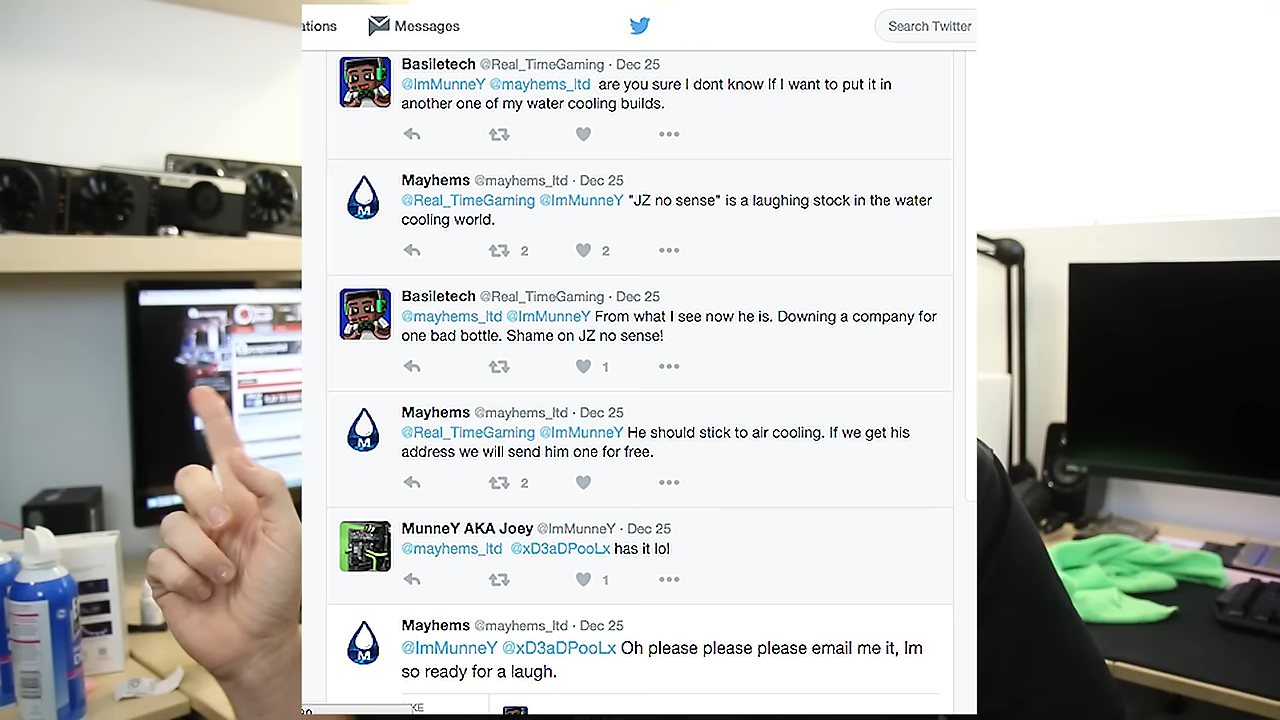 ations Messages Search Twitter
Basiletech @Real_TimeGaming · Dec 25
@ImMunneY @mayhems_ltd are you sure I dont know If I want to put it in
another one of my water cooling builds.
Mayhems @mayhems_ltd · Dec 25
@Real_TimeGaming @ImMunneY "JZ no sense" is a laughing stock in the water
cooling world.
2 2
Basiletech @Real_TimeGaming · Dec 25
@mayhems_ltd @ImMunneY From what I see now he is. Downing a company for
one bad bottle. Shame on JZ no sense!
1
Mayhems @mayhems_ltd · Dec 25
@Real_TimeGaming @ImMunneY He should stick to air cooling. If we get his
address we will send him one for free.
2
MunneY AKA Joey @ImMunneY · Dec 25
@mayhems_ltd @xD3aDPooLx has it lol
1
Mayhems @mayhems_ltd · Dec 25
@ImMunneY @xD3aDPooLx Oh please please please email me it, Im
so ready for a laugh.